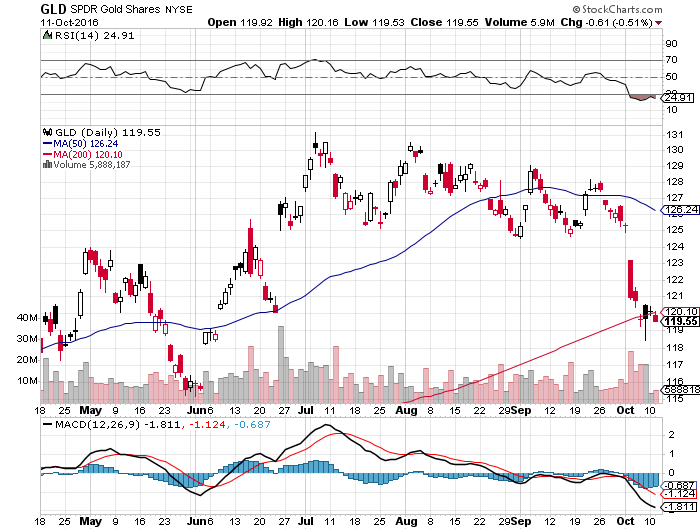 GLD SPDR Gold Shares NYSE © StockCharts.com
11-Oct-2016 Open 119.92 High 120.16 Low 119.53 Close 119.55 Volume 5.9M Chg -0.61 (-0.51%)
RSI(14) 24.91
90
70
50
30
24.91
10
GLD (Daily) 119.55
MA(50) 126.24
MA(200) 120.10
Volume 5,888,187
131
130
129
128
127
126.24
125
124
123
122
121
120.10
119.55
118
117
116
115
40M
30M
20M
10M
5888187
18 25 May 9 16 23 Jun 6 13 20 27 Jul 11 18 25 Aug 8 15 22 29 Sep 12 19 26 Oct 10
MACD(12,26,9) -1.811, -1.124, -0.687
2
1
0
-0.687
-1.124
-1.811
18 25 May 9 16 23 Jun 6 13 20 27 Jul 11 18 25 Aug 8 15 22 29 Sep 12 19 26 Oct 10